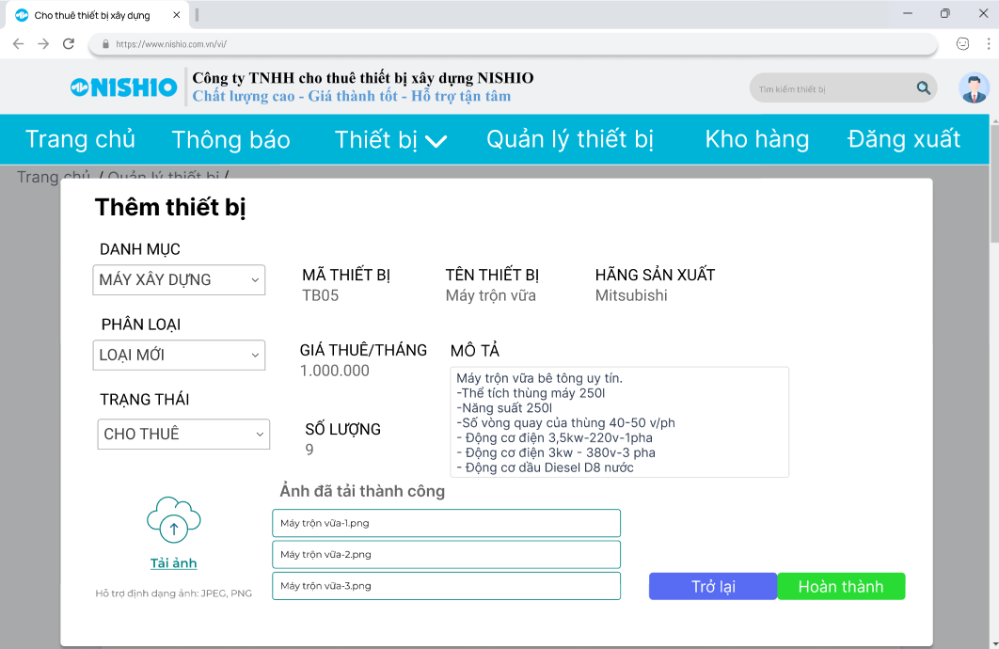 Cho thuê thiết bị xây dựng
https://www.nishio.com.vn/vi/
NISHIO
Công ty TNHH cho thuê thiết bị xây dựng NISHIO
Chất lượng cao - Giá thành tốt - Hỗ trợ tận tâm
Tìm kiếm thiết bị
Trang chủ
Thông báo
Thiết bị
Quản lý thiết bị
Kho hàng
Đăng xuất
Trang chủ / Quản lý thiết bị /
Thêm thiết bị
DANH MỤC
MÁY XÂY DỰNG
MÃ THIẾT BỊ
TB05
TÊN THIẾT BỊ
Máy trộn vữa
HÃNG SẢN XUẤT
Mitsubishi
PHÂN LOẠI
LOẠI MỚI
GIÁ THUÊ/THÁNG
1.000.000
MÔ TẢ
Máy trộn vữa bê tông uy tín.
-Thể tích thùng máy 250l
-Năng suất 250l
-Số vòng quay của thùng 40-50 v/ph
- Động cơ điện 3,5kw-220v-1pha
- Động cơ điện 3kw - 380v-3 pha
- Động cơ dầu Diesel D8 nước
TRẠNG THÁI
CHO THUÊ
SỐ LƯỢNG
9
Ảnh đã tải thành công
Máy trộn vữa-1.png
Máy trộn vữa-2.png
Máy trộn vữa-3.png
Tải ảnh
Hỗ trợ định dạng ảnh: JPEG, PNG
Trở lại
Hoàn thành